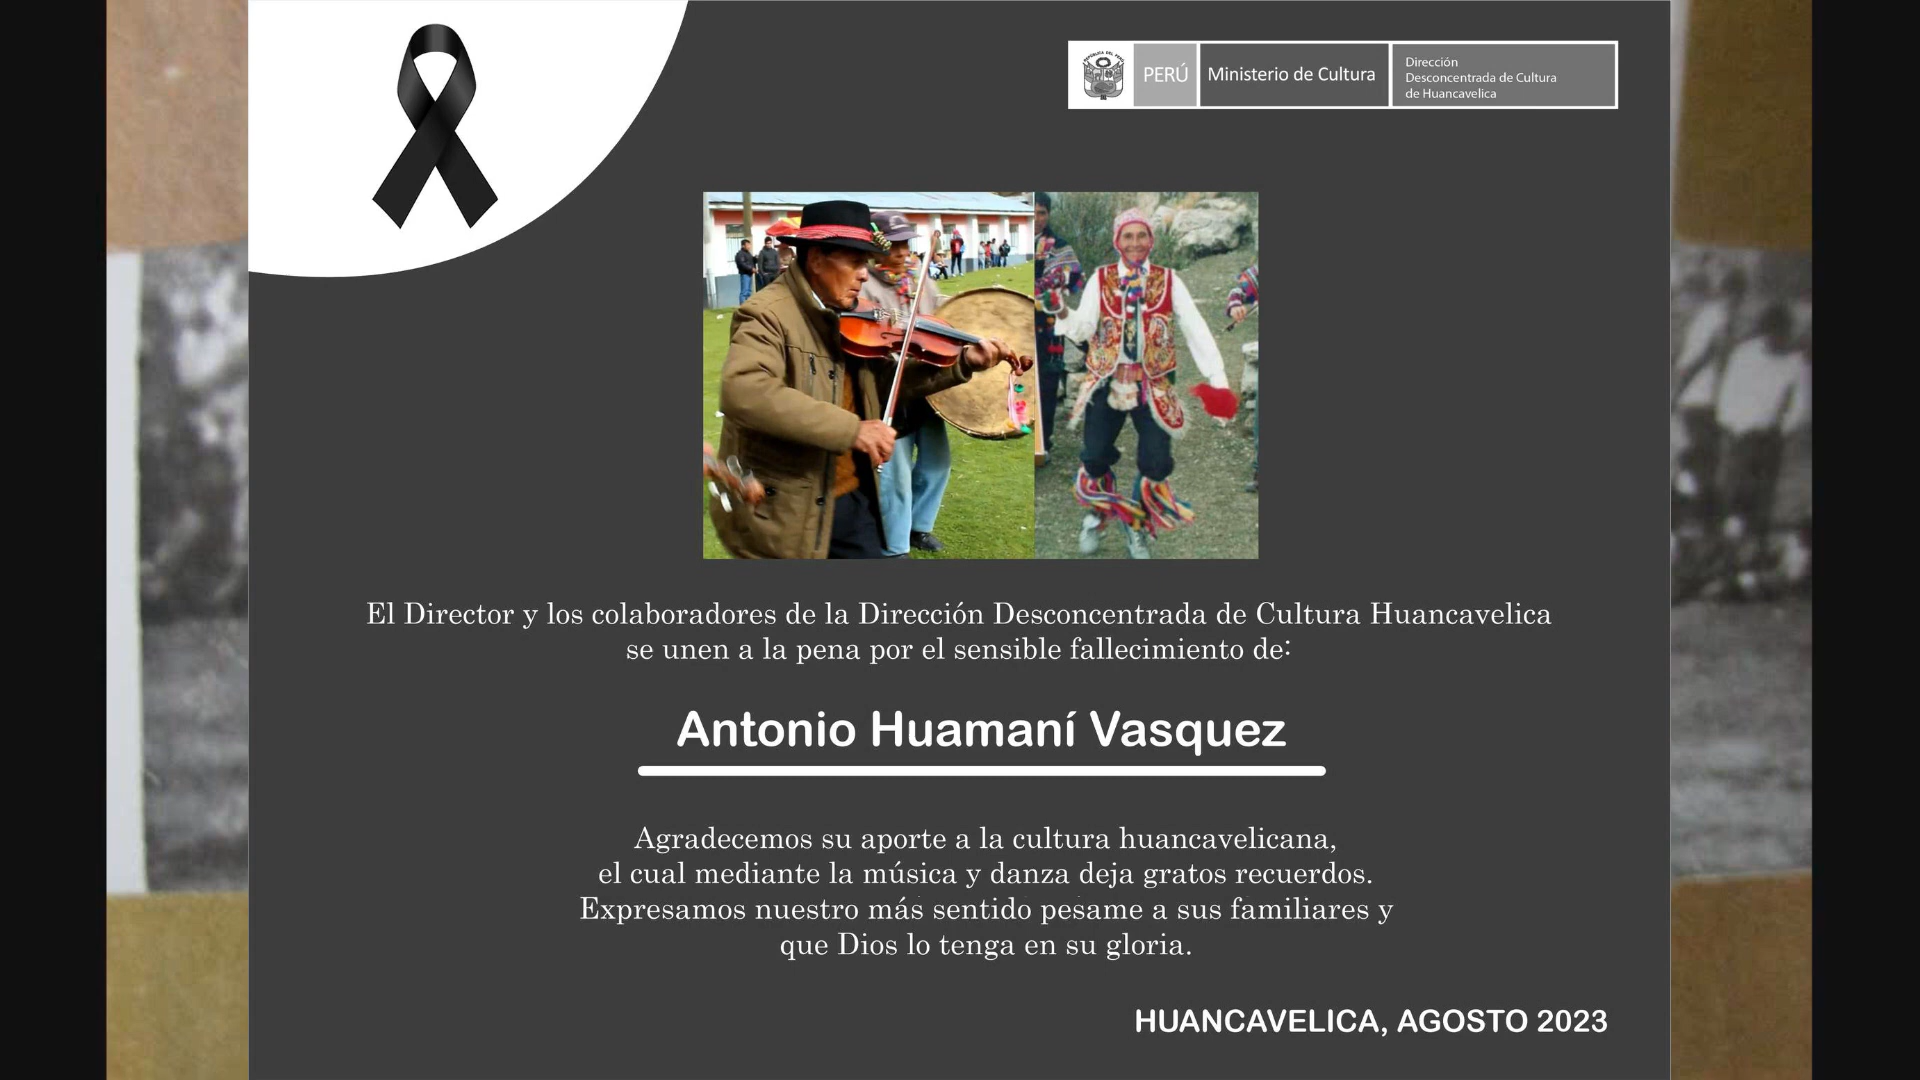 REPÚBLICA DEL PERÚ
PERÚ
Ministerio de Cultura
Dirección
Desconcentrada de Cultura
de Huancavelica
El Director y los colaboradores de la Dirección Desconcentrada de Cultura Huancavelica
se unen a la pena por el sensible fallecimiento de:
Antonio Huamaní Vasquez
Agradecemos su aporte a la cultura huancavelicana,
el cual mediante la música y danza deja gratos recuerdos.
Expresamos nuestro más sentido pesame a sus familiares y
que Dios lo tenga en su gloria.
HUANCAVELICA, AGOSTO 2023